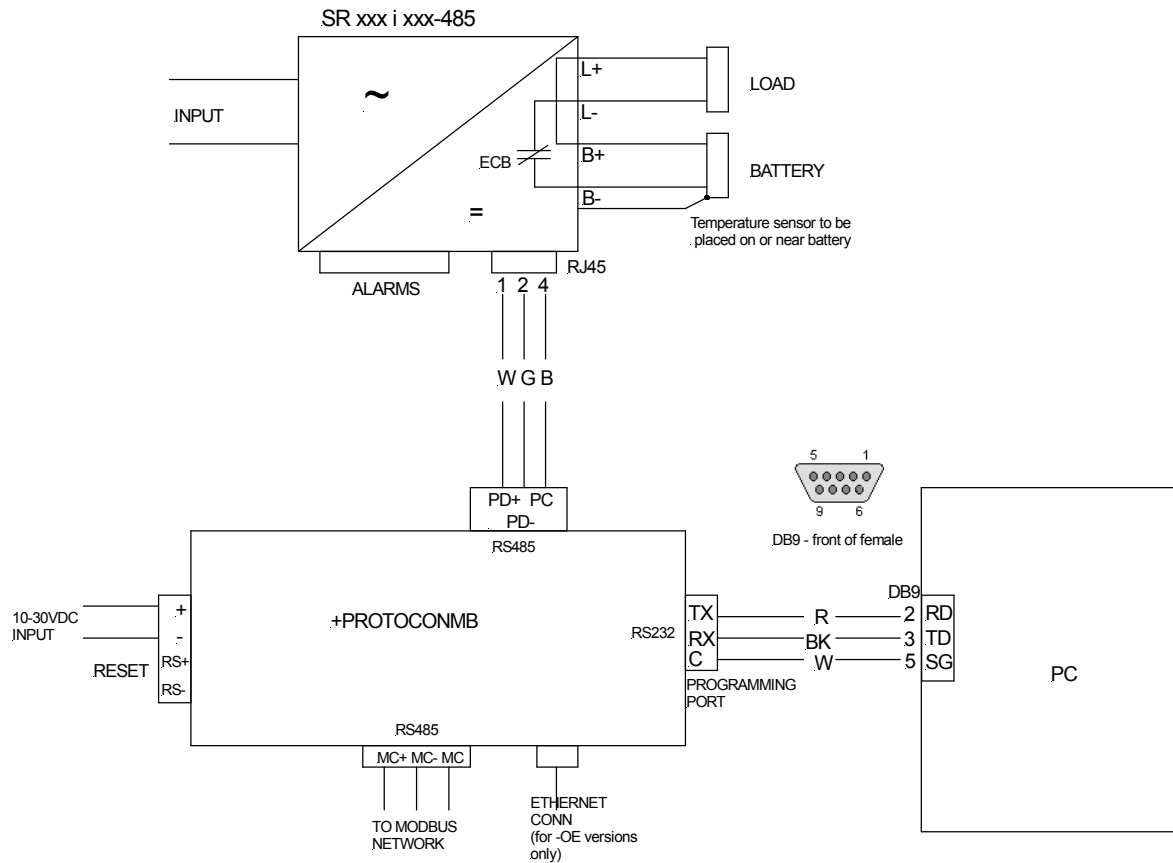 SR xxx i xxx-485
~
INPUT
L+
LOAD
L-
ECB
B+
BATTERY
B-
=
Temperature sensor to be
placed on or near battery
RJ45
ALARMS
1 2 4
W G B
5 1
9 6
DB9 - front of female
PD+ PC
PD-
RS485
10-30VDC
INPUT
+
-
RESET
RS+
RS-
+PROTOCONMB
RS232
TX
RX
C
PROGRAMMING
PORT
R
BK
W
DB9
2 RD
3 TD
5 SG
PC
RS485
MC+ MC- MC
TO MODBUS
NETWORK
ETHERNET
CONN
(for -OE versions
only)